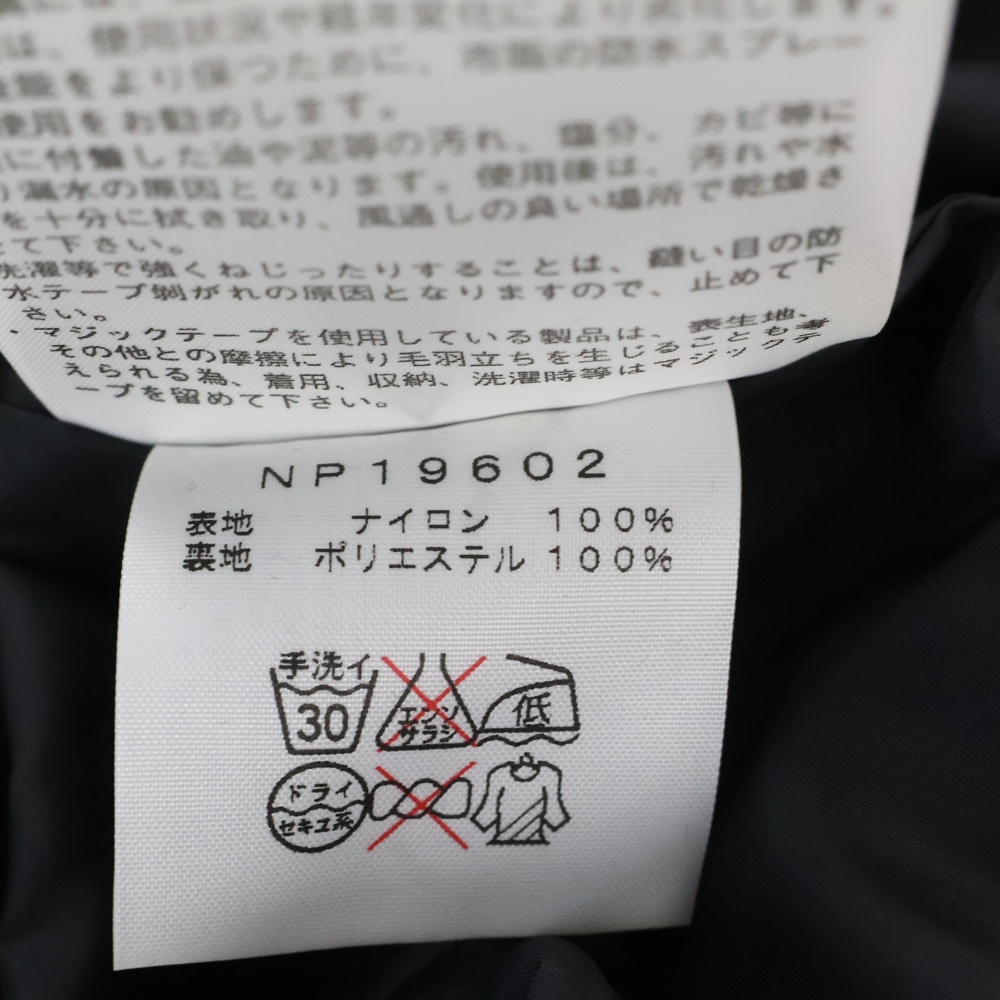 は、使用状況や経年変化により劣化します。
性能をより保つために、市販の防水スプレー
使用をお勧めします。
に付着した油や泥等の汚れ、塩分、カビ等に
り漏水の原因となります。使用後は、汚れや水
を十分に拭き取り、風通しの良い場所で乾燥さ
て下さい。
洗濯等で強くねじったりすることは、縫い目の防
水テープ剝がれの原因となりますので、止めて下
さい。
・マジックテープを使用している製品は、表生地、
その他との摩擦により毛羽立ちを生じることも考
えられる為、着用、収納、洗濯時等はマジックテ
ープを留めて下さい。
NP19602
表地 ナイロン 100%
裏地 ポリエステル 100%
手洗イ
30
エンソ
サラシ
低
ドライ
セキユ系